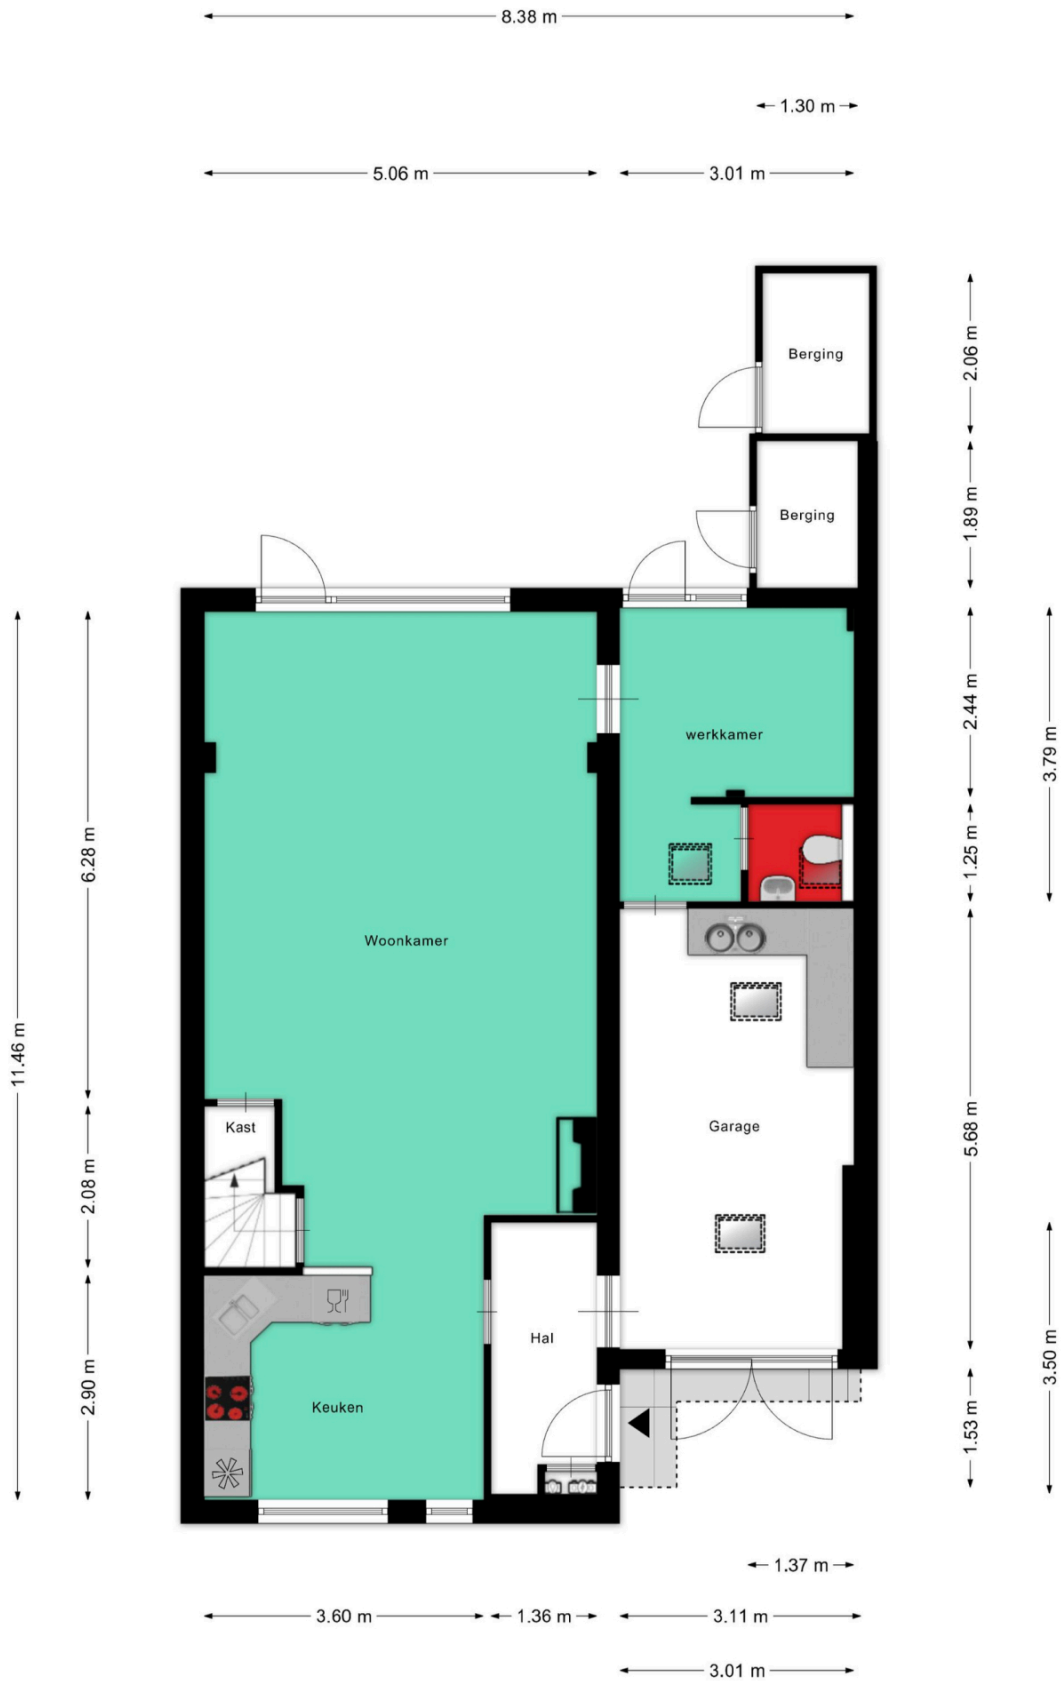 8.38 m
1.30 m
5.06 m
3.01 m
Berging
2.06 m
Berging
1.89 m
werkkamer
2.44 m
3.79 m
6.28 m
1.25 m
Woonkamer
11.46 m
Kast
Garage
5.68 m
2.08 m
Hal
2.90 m
Keuken
3.50 m
1.53 m
1.37 m
3.60 m
1.36 m
3.11 m
3.01 m